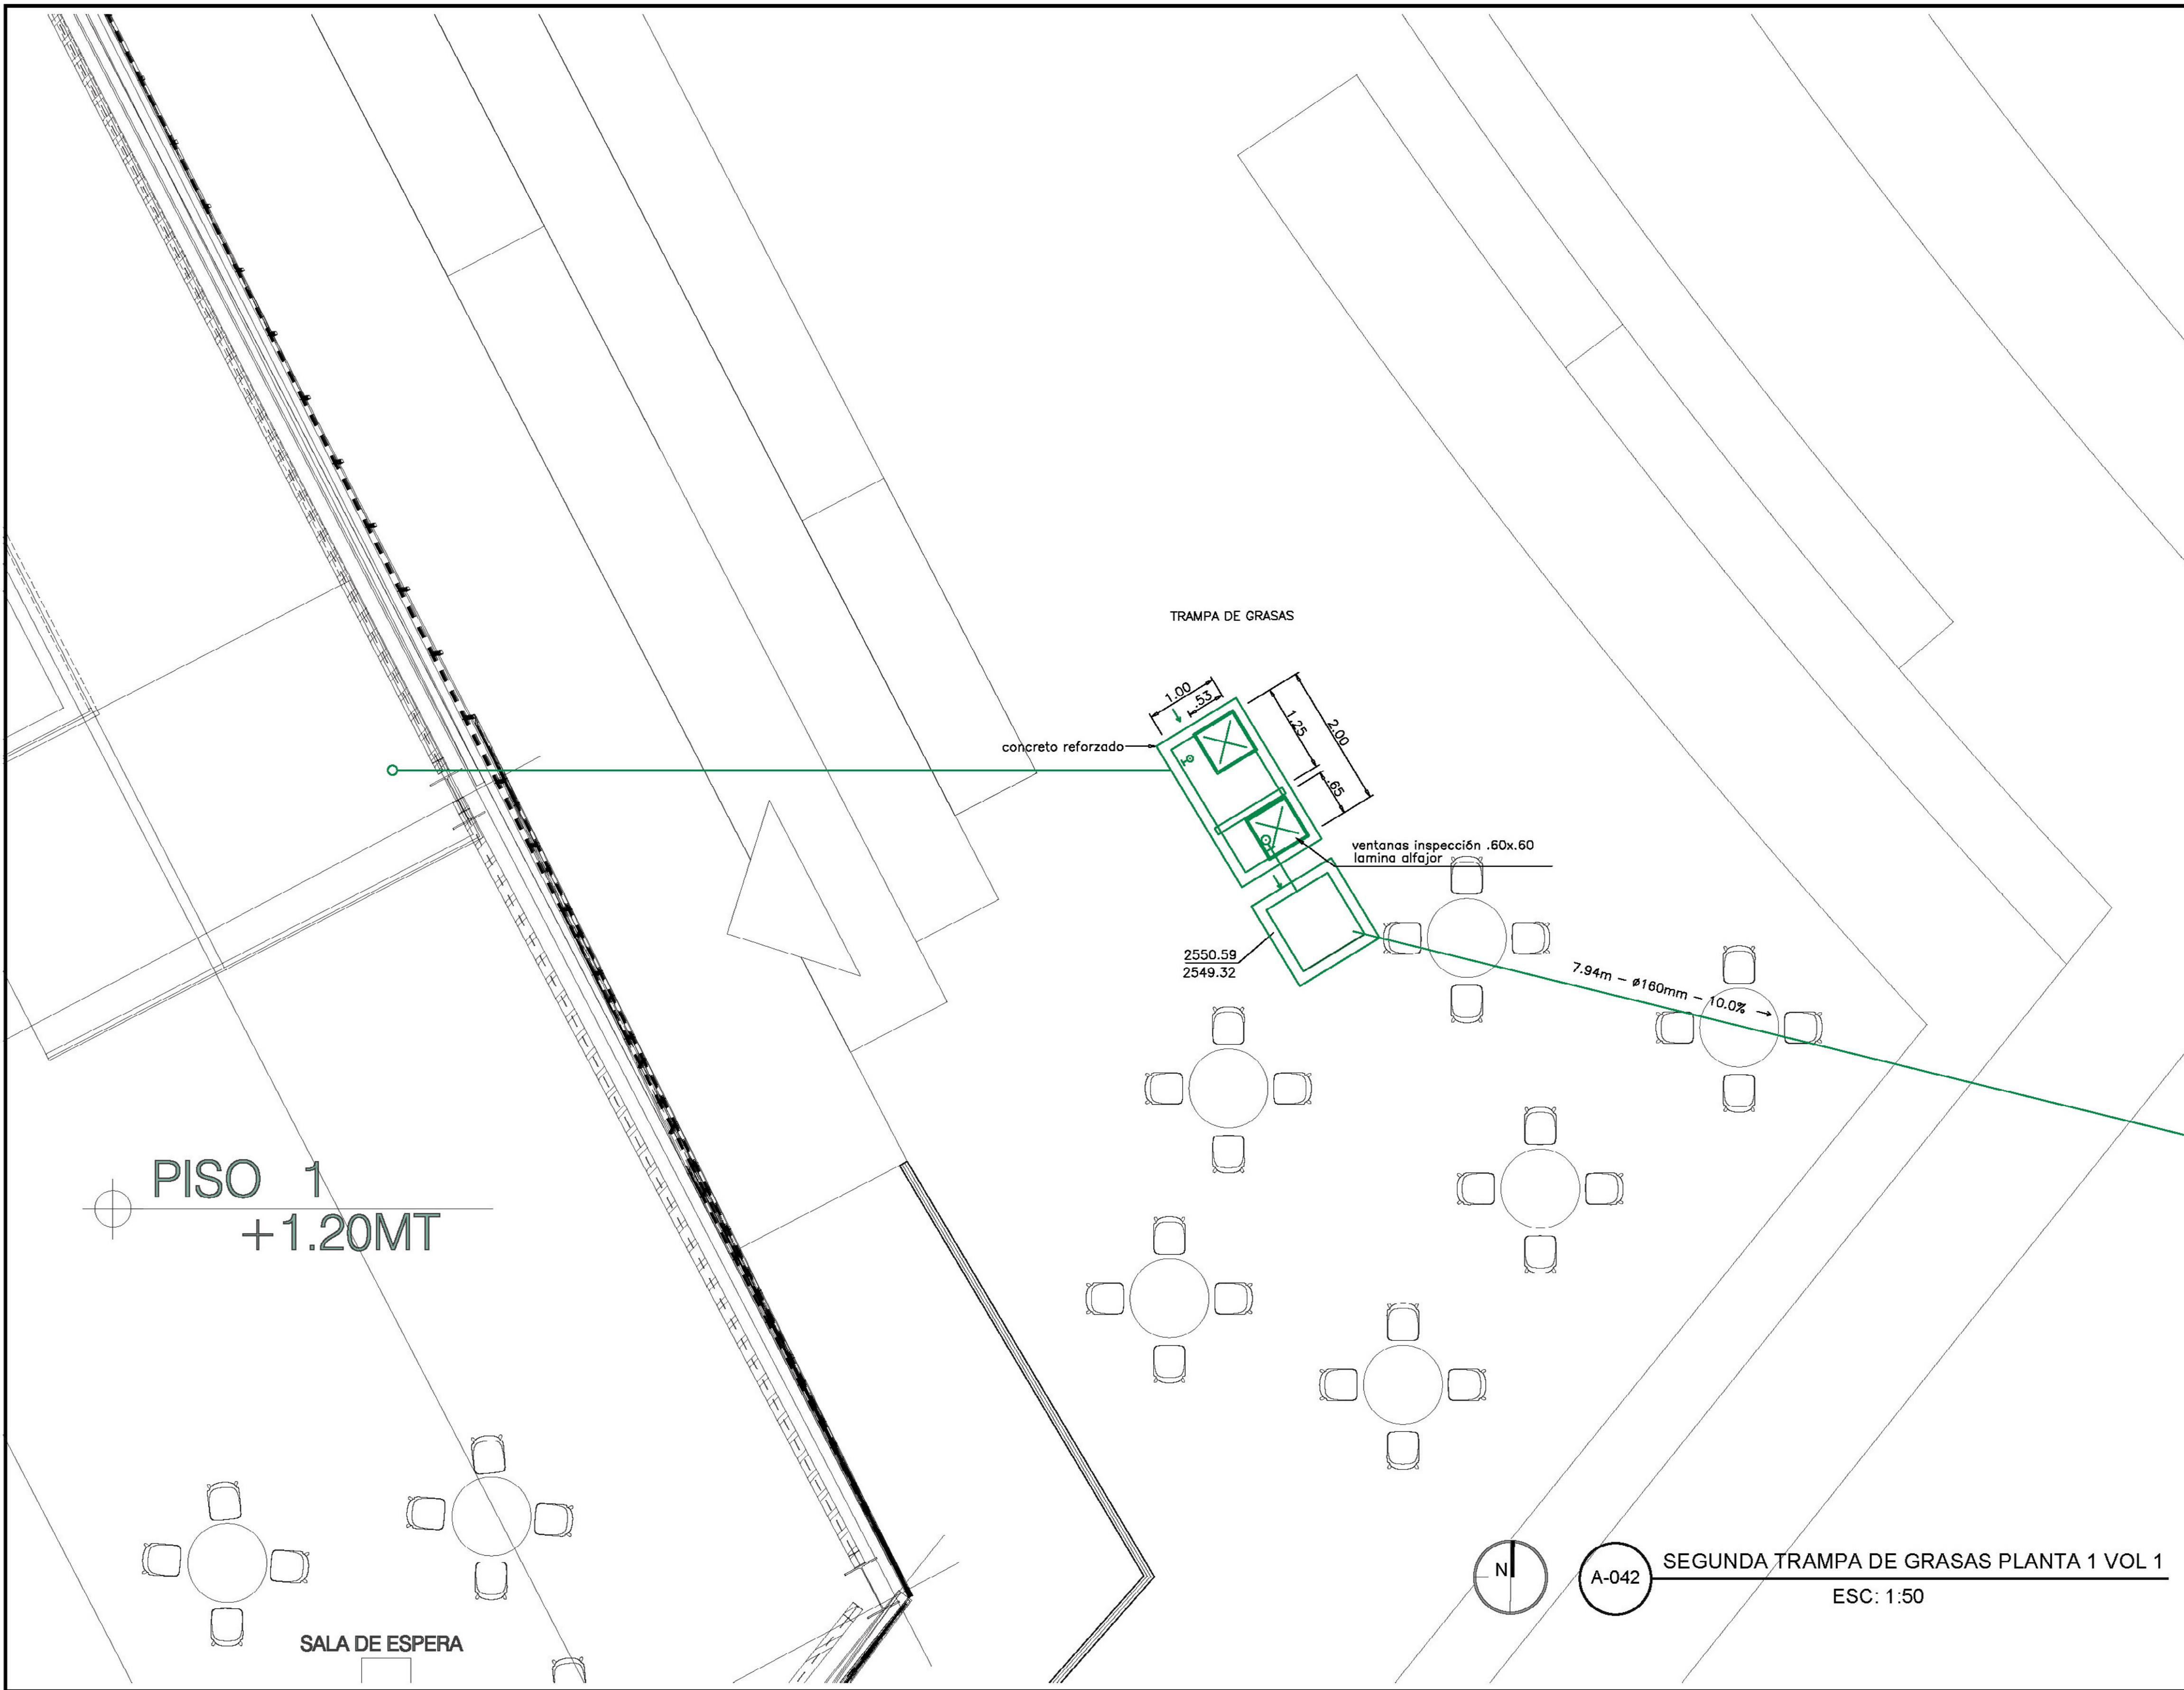 TRAMPA DE GRASAS
1.00
.53
1.25
2.00
.65
concreto reforzado
ventanas inspección .60x.60
lamina alfajor
2550.59
2549.32
7.94m - ø160mm - 10.0%
PISO 1
+1.20MT
SALA DE ESPERA
N
A-042
SEGUNDA TRAMPA DE GRASAS PLANTA 1 VOL 1
ESC: 1:50